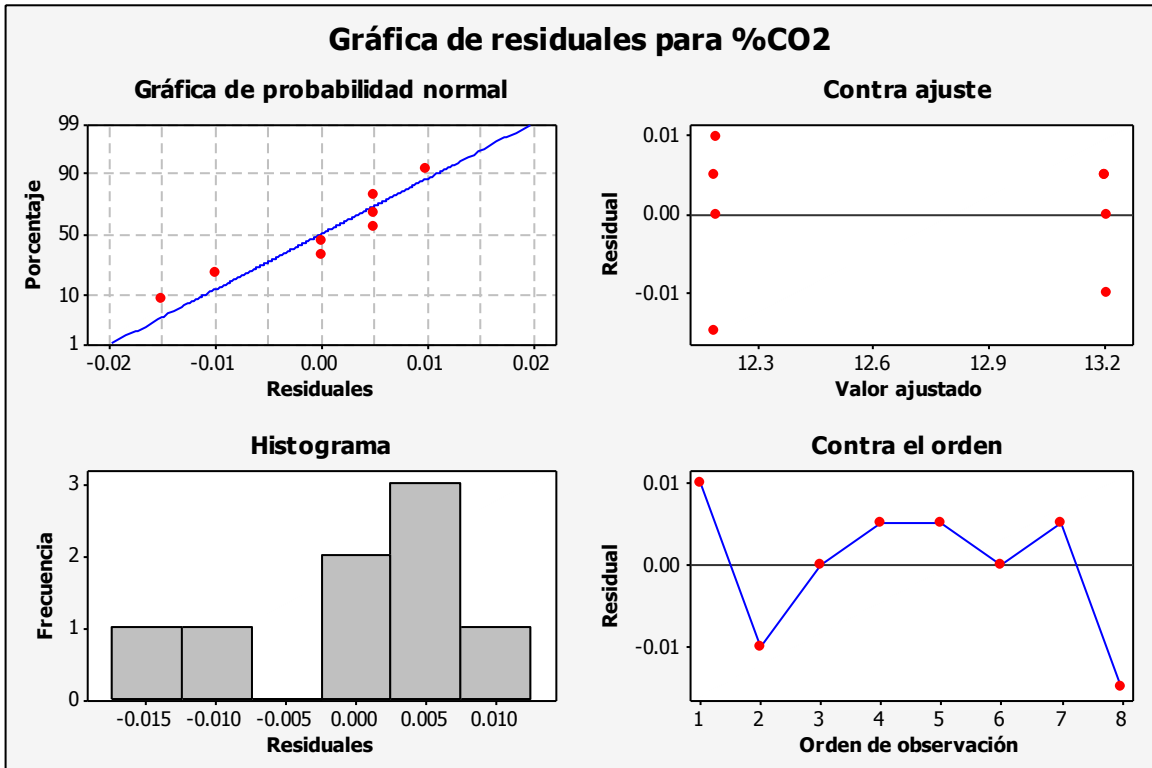 Gráfica de residuales para %CO2
Gráfica de probabilidad normal
99
90
50
10
1
Porcentaje
-0.02
-0.01
0.00
0.01
0.02
Residuales
Contra ajuste
0.01
0.00
-0.01
Residual
12.3
12.6
12.9
13.2
Valor ajustado
Histograma
3
2
1
0
Frecuencia
-0.015
-0.010
-0.005
0.000
0.005
0.010
Residuales
Contra el orden
0.01
0.00
-0.01
Residual
1
2
3
4
5
6
7
8
Orden de observación